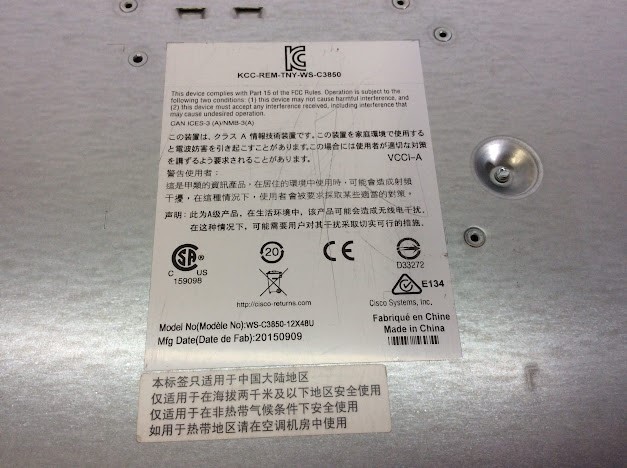 KCC-REM-TNY-WS-C3850
This device complies with Part 15 of the FCC Rules. Operation is subject to the
following two conditions: (1) this device may not cause harmful interference, and
(2) this device must accept any interference received, including interference that
may cause undesired operation.
CAN ICES-3 (A)/NMB-3(A)
この装置は、クラス A 情報技術装置です。この装置を家庭環境で使用すると
電波妨害を引き起こすことがあります。この場合には使用者が適切な対策
を講ずるよう要求されることがあります。 VCCI-A
警告使用者:
這是甲類的資訊產品，在居住的環境中使用時，可能會造成射頻
干擾，在這種情況下，使用者會被要求採取某些適當的對策。
声明: 此为A级产品，在生活环境中，该产品可能会造成无线电干扰，
在这种情况下，可能需要用户对其干扰采取切实可行的措施.
SA ®
C US
159098
20
CE
D33272
E134
http://cisco-returns.com
Cisco Systems, Inc.
Model No(Modèle No):WS-C3850-12X48U
Mfg Date(Date de Fab):20150909
Fabriqué en Chine
Made in China
本标签只适用于中国大陆地区
仅适用于在海拔两千米及以下地区安全使用
仅适用于在非热带气候条件下安全使用
如用于热带地区请在空调机房中使用